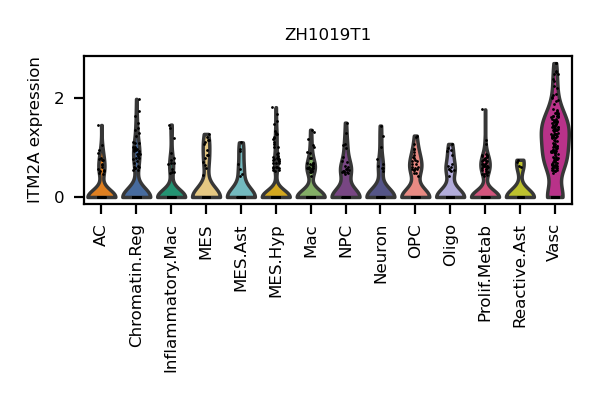 ZH1019T1
ITM2A expression
2
0
AC
Chromatin.Reg
Inflammatory.Mac
MES
MES.Ast
MES.Hyp
Mac
NPC
Neuron
OPC
Oligo
Prolif.Metab
Reactive.Ast
Vasc